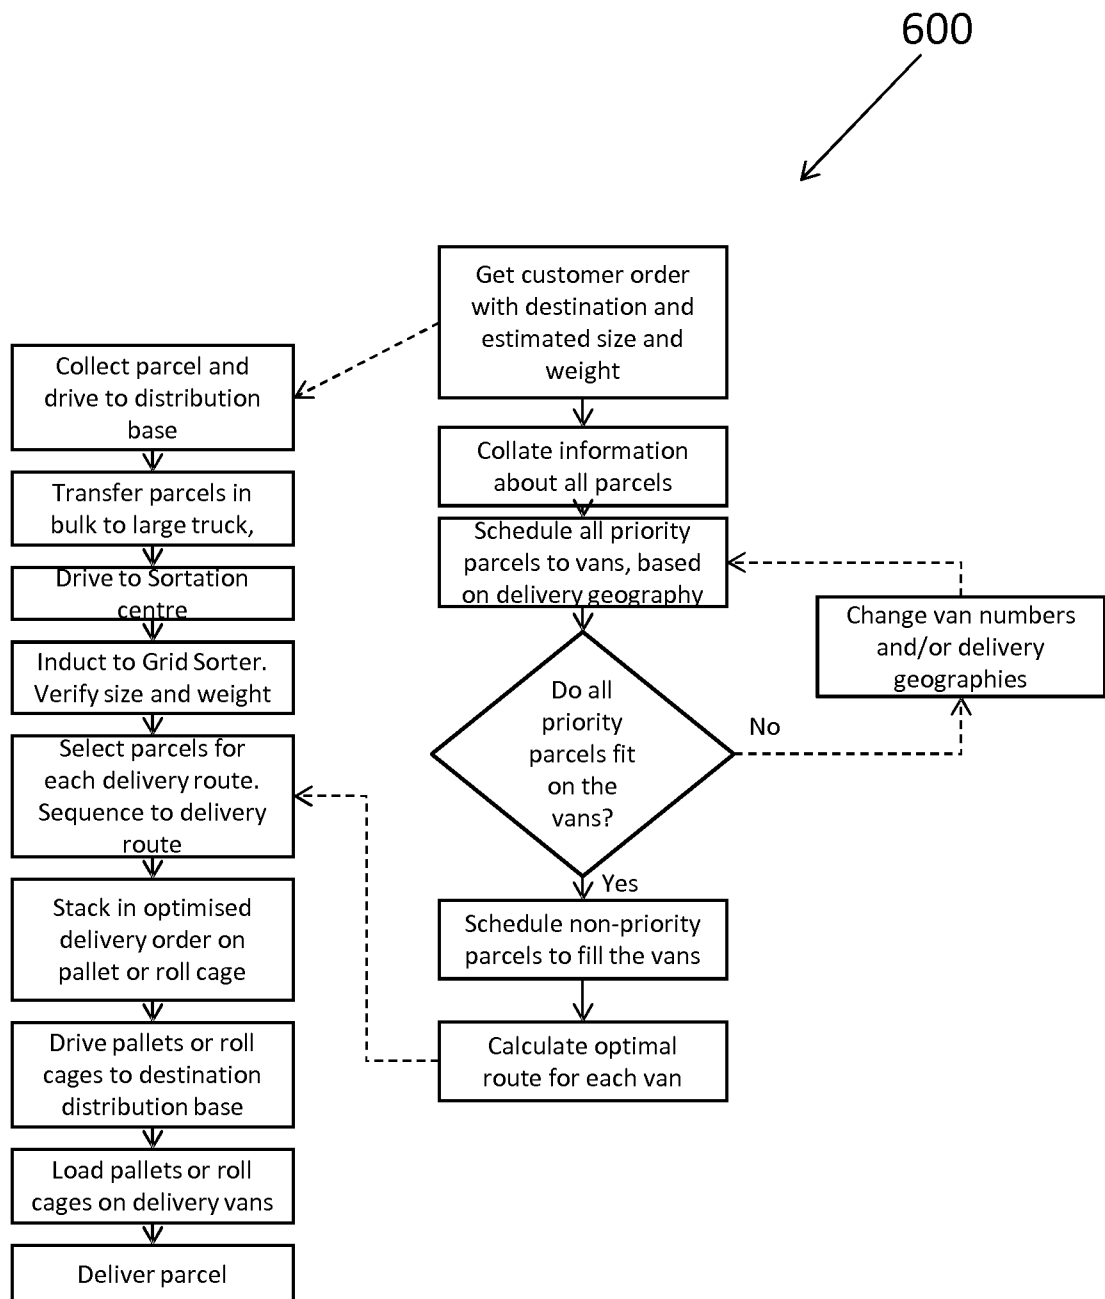 600
Get customer order
with destination and
estimated size and
weight
Collate information
about all parcels
Schedule all priority
parcels to vans, based
on delivery geography
Do all
priority
parcels fit
on the
vans?
No
Change van numbers
and/or delivery
geographies
Yes
Schedule non-priority
parcels to fill the vans
Calculate optimal
route for each van
Collect parcel and
drive to distribution
base
Transfer parcels in
bulk to large truck,
Drive to Sortation
centre
Induct to Grid Sorter.
Verify size and weight
Select parcels for
each delivery route.
Sequence to delivery
route
Stack in optimised
delivery order on
pallet or roll cage
Drive pallets or roll
cages to destination
distribution base
Load pallets or roll
cages on delivery vans
Deliver parcel